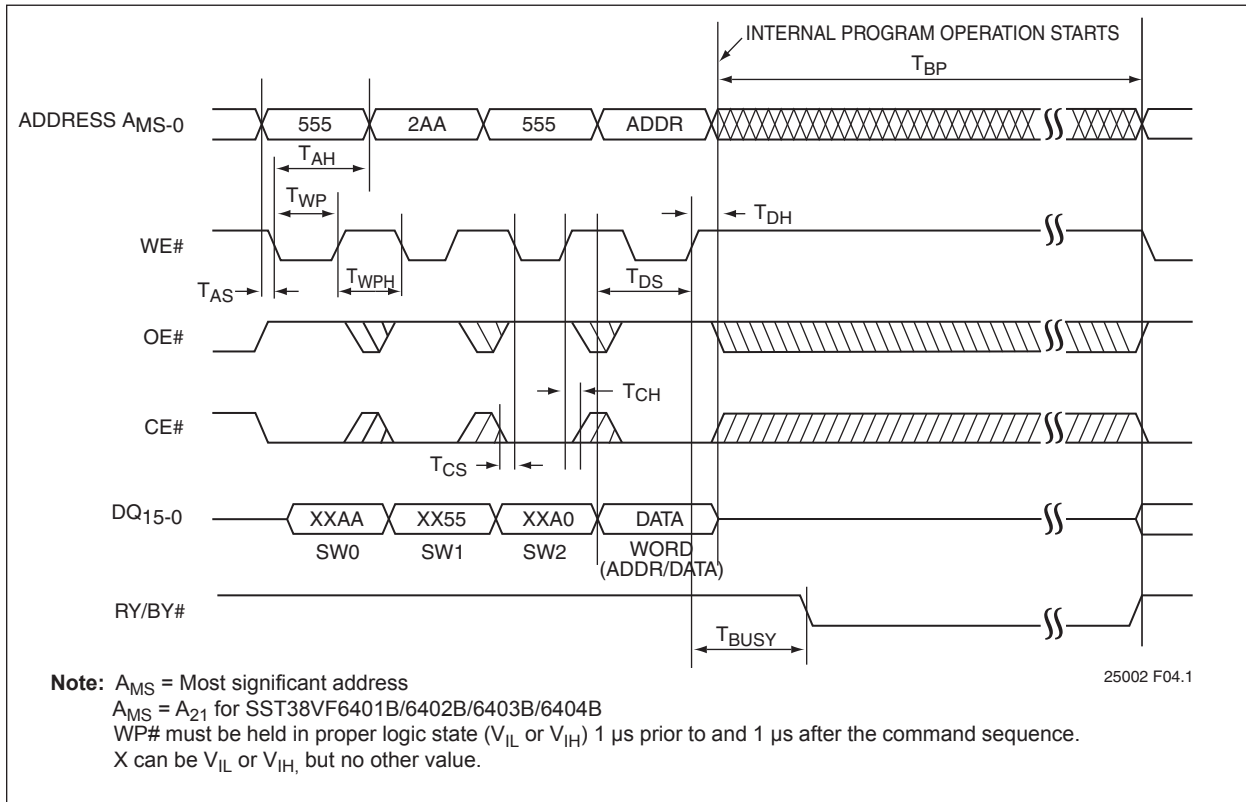 INTERNAL PROGRAM OPERATION STARTS
TBP
ADDRESS AMS-0
555
2AA
555
ADDR
TAH
TWP
TDH
WE#
TWPH
TDS
TAS
OE#
TCH
CE#
TCS
DQ15-0
XXAA
XX55
XXA0
DATA
SW0
SW1
SW2
WORD
(ADDR/DATA)
RY/BY#
TBUSY
25002 F04.1
Note: AMS = Most significant address
AMS = A21 for SST38VF6401B/6402B/6403B/6404B
WP# must be held in proper logic state (VIL or VIH) 1 µs prior to and 1 µs after the command sequence.
X can be VIL or VIH, but no other value.